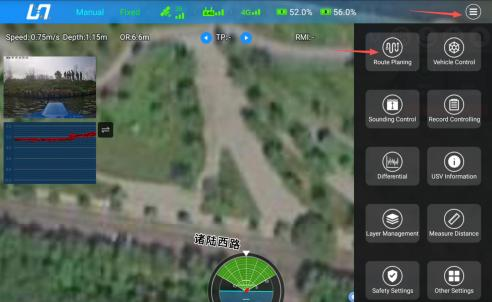 Manual Fixed 4G 52.0% 56.0%
Speed:0.75m/s Depth:1.15m OR:6.6m TP:- RMI:-
Route Planing Vehicle Control
Sounding Control Record Controlling
Differential USV Information
诸陆西路
Layer Management Measure Distance
Safety Settings Other Settings